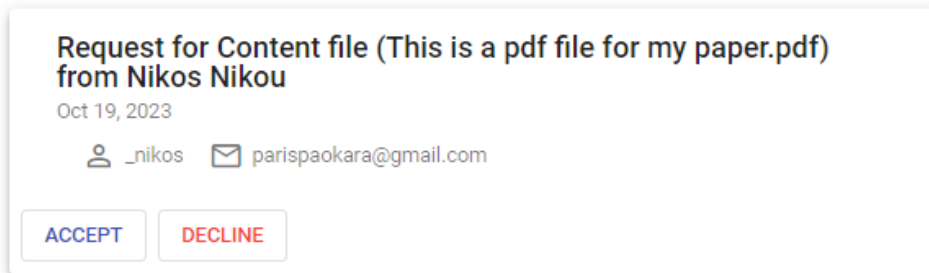 Request for Content file (This is a pdf file for my paper.pdf)
from Nikos Nikou
Oct 19, 2023
_nikos parispaokara@gmail.com
ACCEPT DECLINE